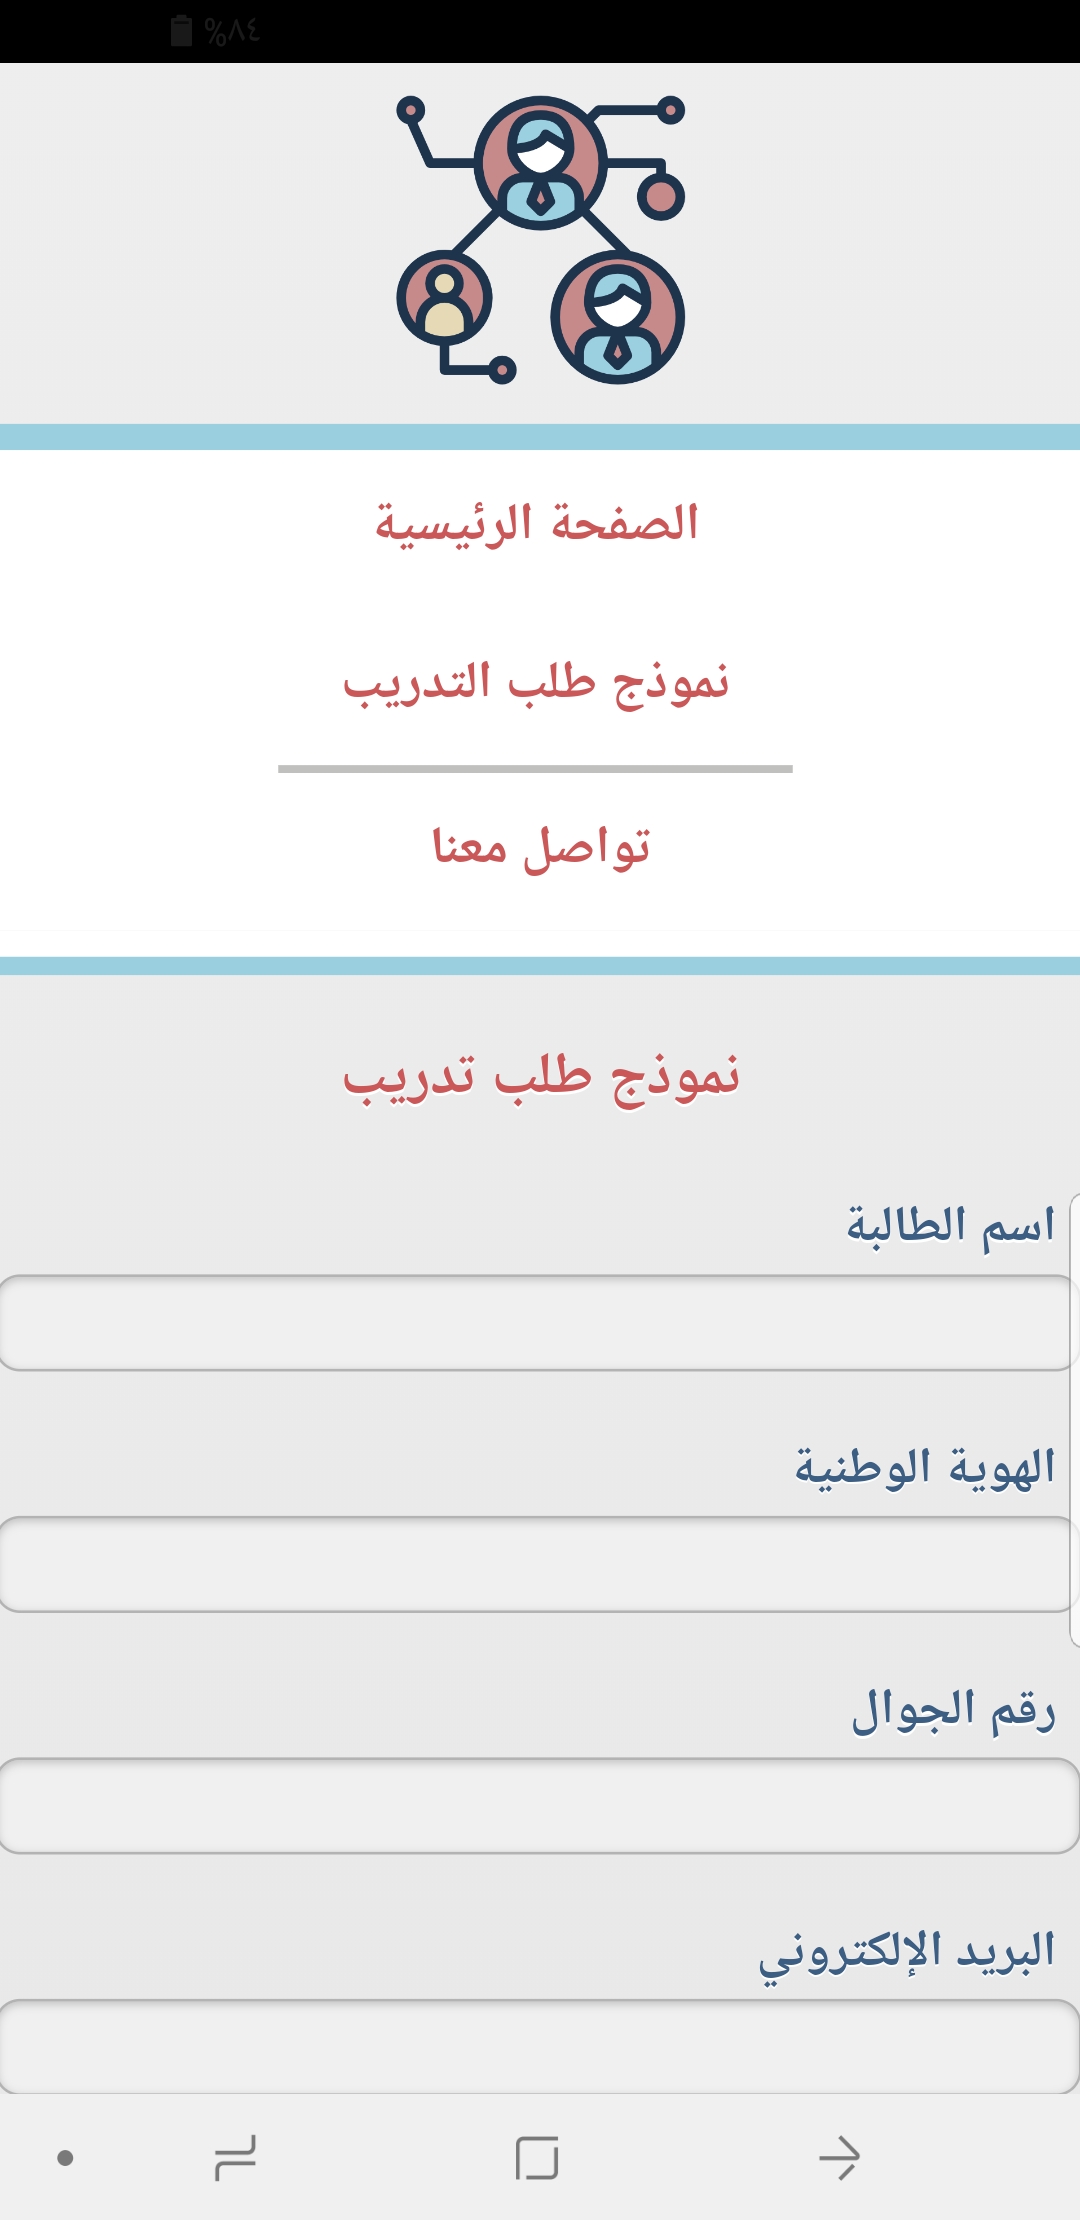 %٨٤
الصفحة الرئيسية
نموذج طلب التدريب
تواصل معنا
نموذج طلب تدريب
اسم الطالبة
الهوية الوطنية
رقم الجوال
البريد الإلكتروني